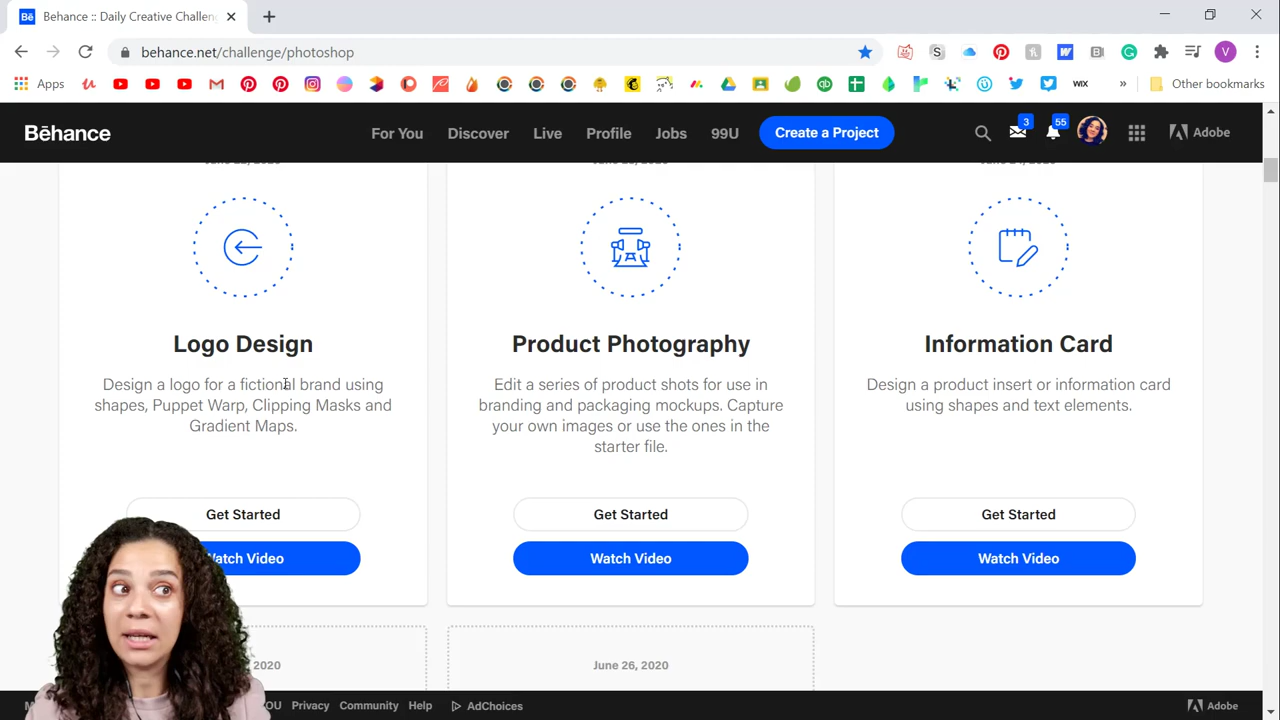 Behance :: Daily Creative Challen
behance.net/challenge/photoshop
V
Apps
WIX
Other bookmarks
Bēhance
For You
Discover
Live
Profile
Jobs
99U
Create a Project
3
55
Adobe
Logo Design
Design a logo for a fictional brand using
shapes, Puppet Warp, Clipping Masks and
Gradient Maps.
Get Started
Watch Video
Product Photography
Edit a series of product shots for use in
branding and packaging mockups. Capture
your own images or use the ones in the
starter file.
Get Started
Watch Video
Information Card
Design a product insert or information card
using shapes and text elements.
Get Started
Watch Video
2020
June 26, 2020
Privacy
Community
Help
AdChoices
Adobe